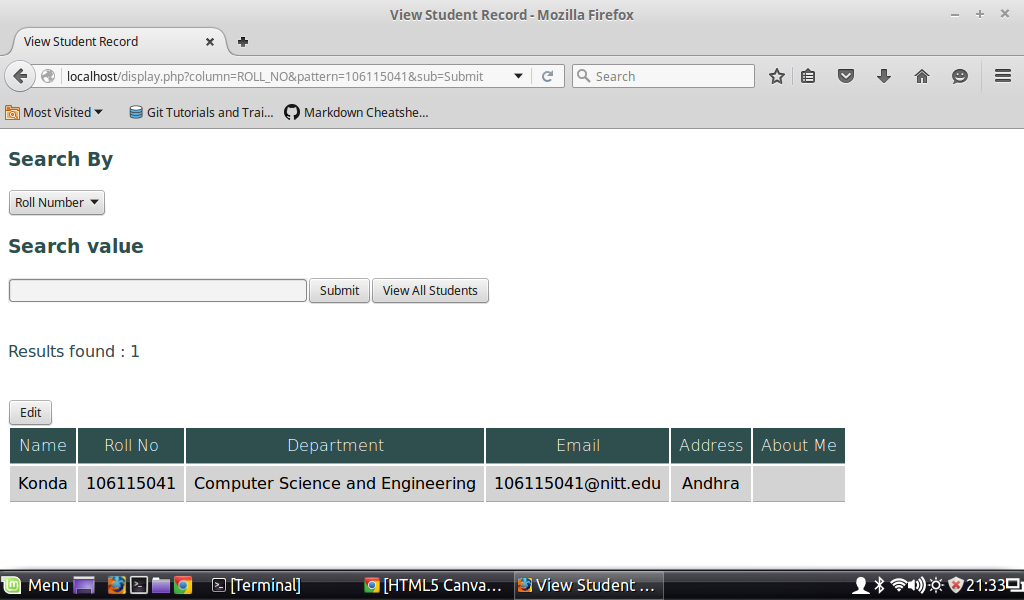 View Student Record - Mozilla Firefox
View Student Record
localhost/display.php?column=ROLL_NO&pattern=106115041&sub=Submit
Search
Most Visited
Git Tutorials and Trai...
Markdown Cheatshe...
Search By
Roll Number
Search value
Submit
View All Students
Results found : 1
Edit
Name Roll No Department Email Address About Me
Konda 106115041 Computer Science and Engineering 106115041@nitt.edu Andhra
Menu [Terminal] [HTML5 Canva... View Student ... 21:33